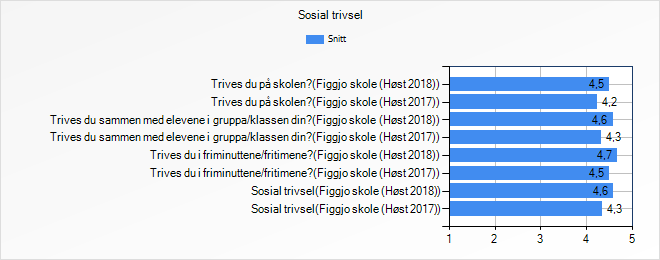 Sosial trivsel
Snitt
Trives du på skolen?(Figgjo skole (Høst 2018)) 4,5
Trives du på skolen?(Figgjo skole (Høst 2017)) 4,2
Trives du sammen med elevene i gruppa/klassen din?(Figgjo skole (Høst 2018)) 4,6
Trives du sammen med elevene i gruppa/klassen din?(Figgjo skole (Høst 2017)) 4,3
Trives du i friminuttene/fritimene?(Figgjo skole (Høst 2018)) 4,7
Trives du i friminuttene/fritimene?(Figgjo skole (Høst 2017)) 4,5
Sosial trivsel(Figgjo skole (Høst 2018)) 4,6
Sosial trivsel(Figgjo skole (Høst 2017)) 4,3
1 2 3 4 5